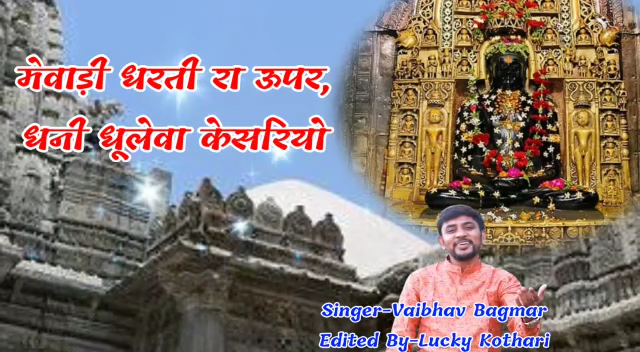 मेवाड़ी धरती रा ऊपर,
धनी धूलेवा केसरियो
Singer-Vaibhav Bagmar
Edited By-Lucky Kothari